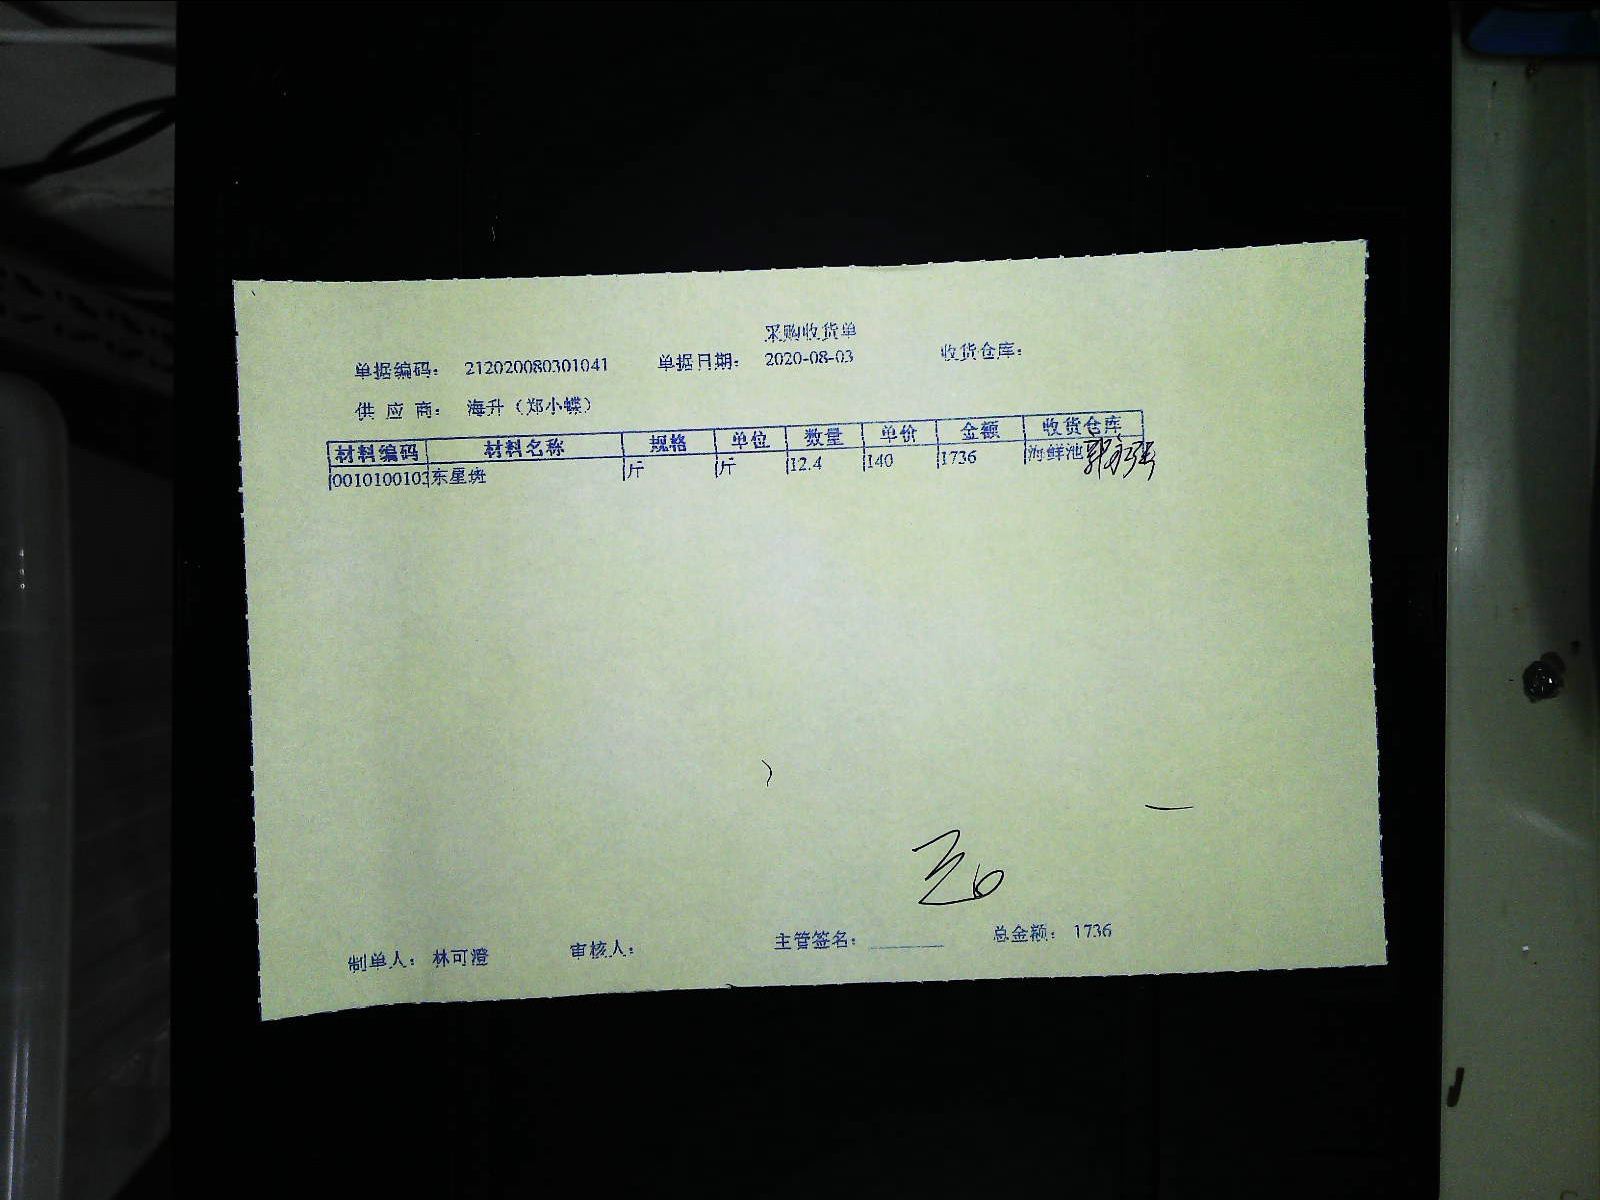 采购收货单
单据编码： 212020080301041 单据日期： 2020-08-03 收货仓库：
供 应 商： 海升（郑小蝶）
材料编码 材料名称 规格 单位 数量 单价 金额 收货仓库
0010100103 东星斑 斤 斤 12.4 140 1736 海鲜池
制单人： 林可澄 审核人： 主管签名： 总金额： 1736